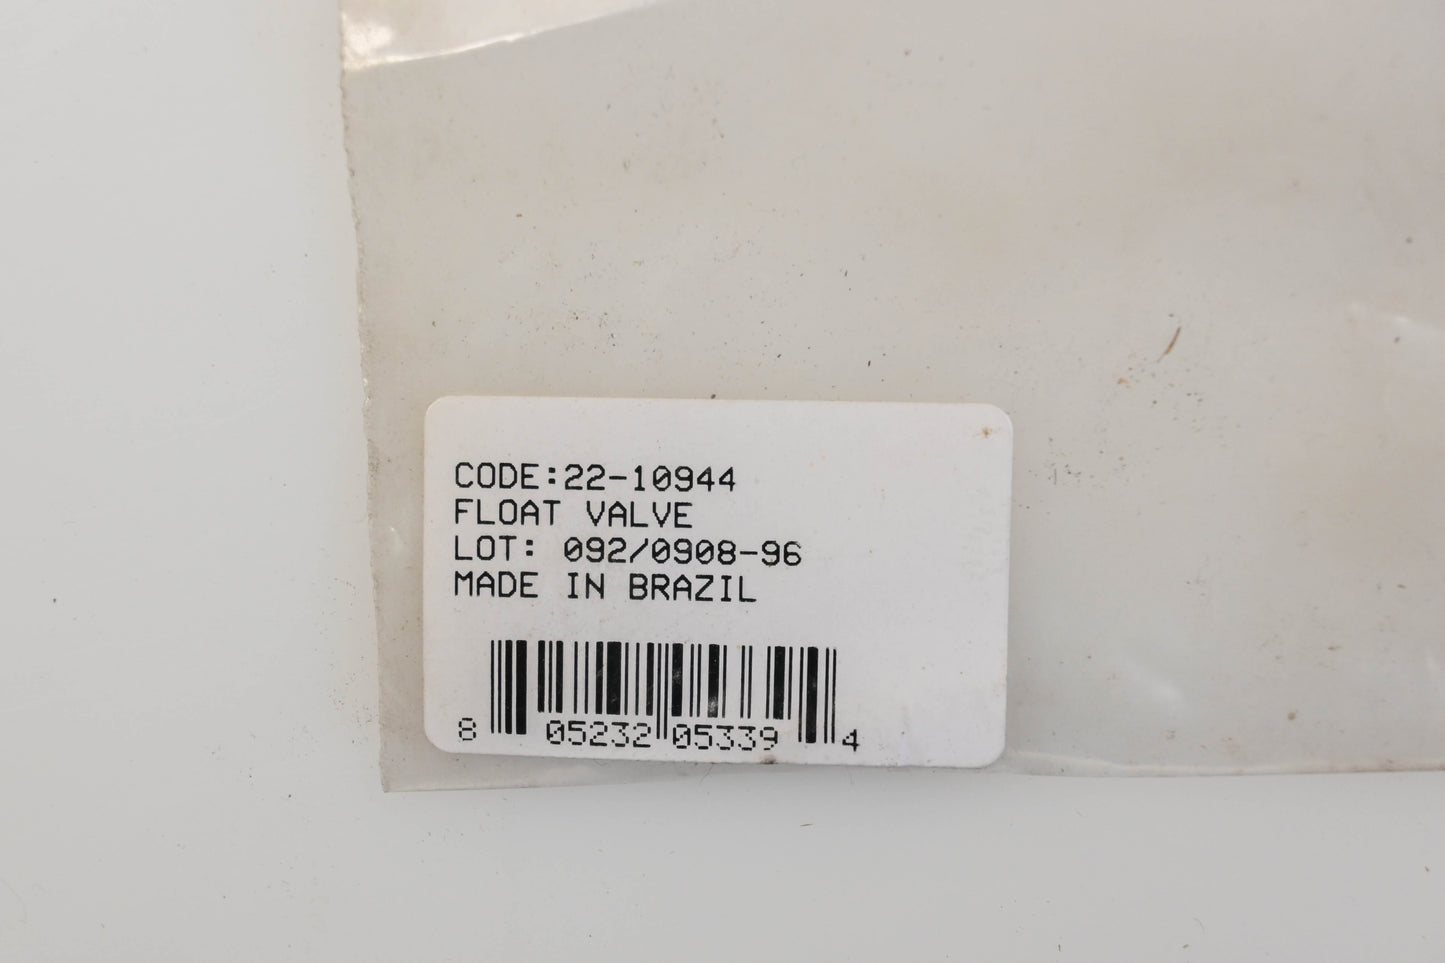 CODE:22-10944
FLOAT VALVE
LOT: 092/0908-96
MADE IN BRAZIL
8 05232 05339 4